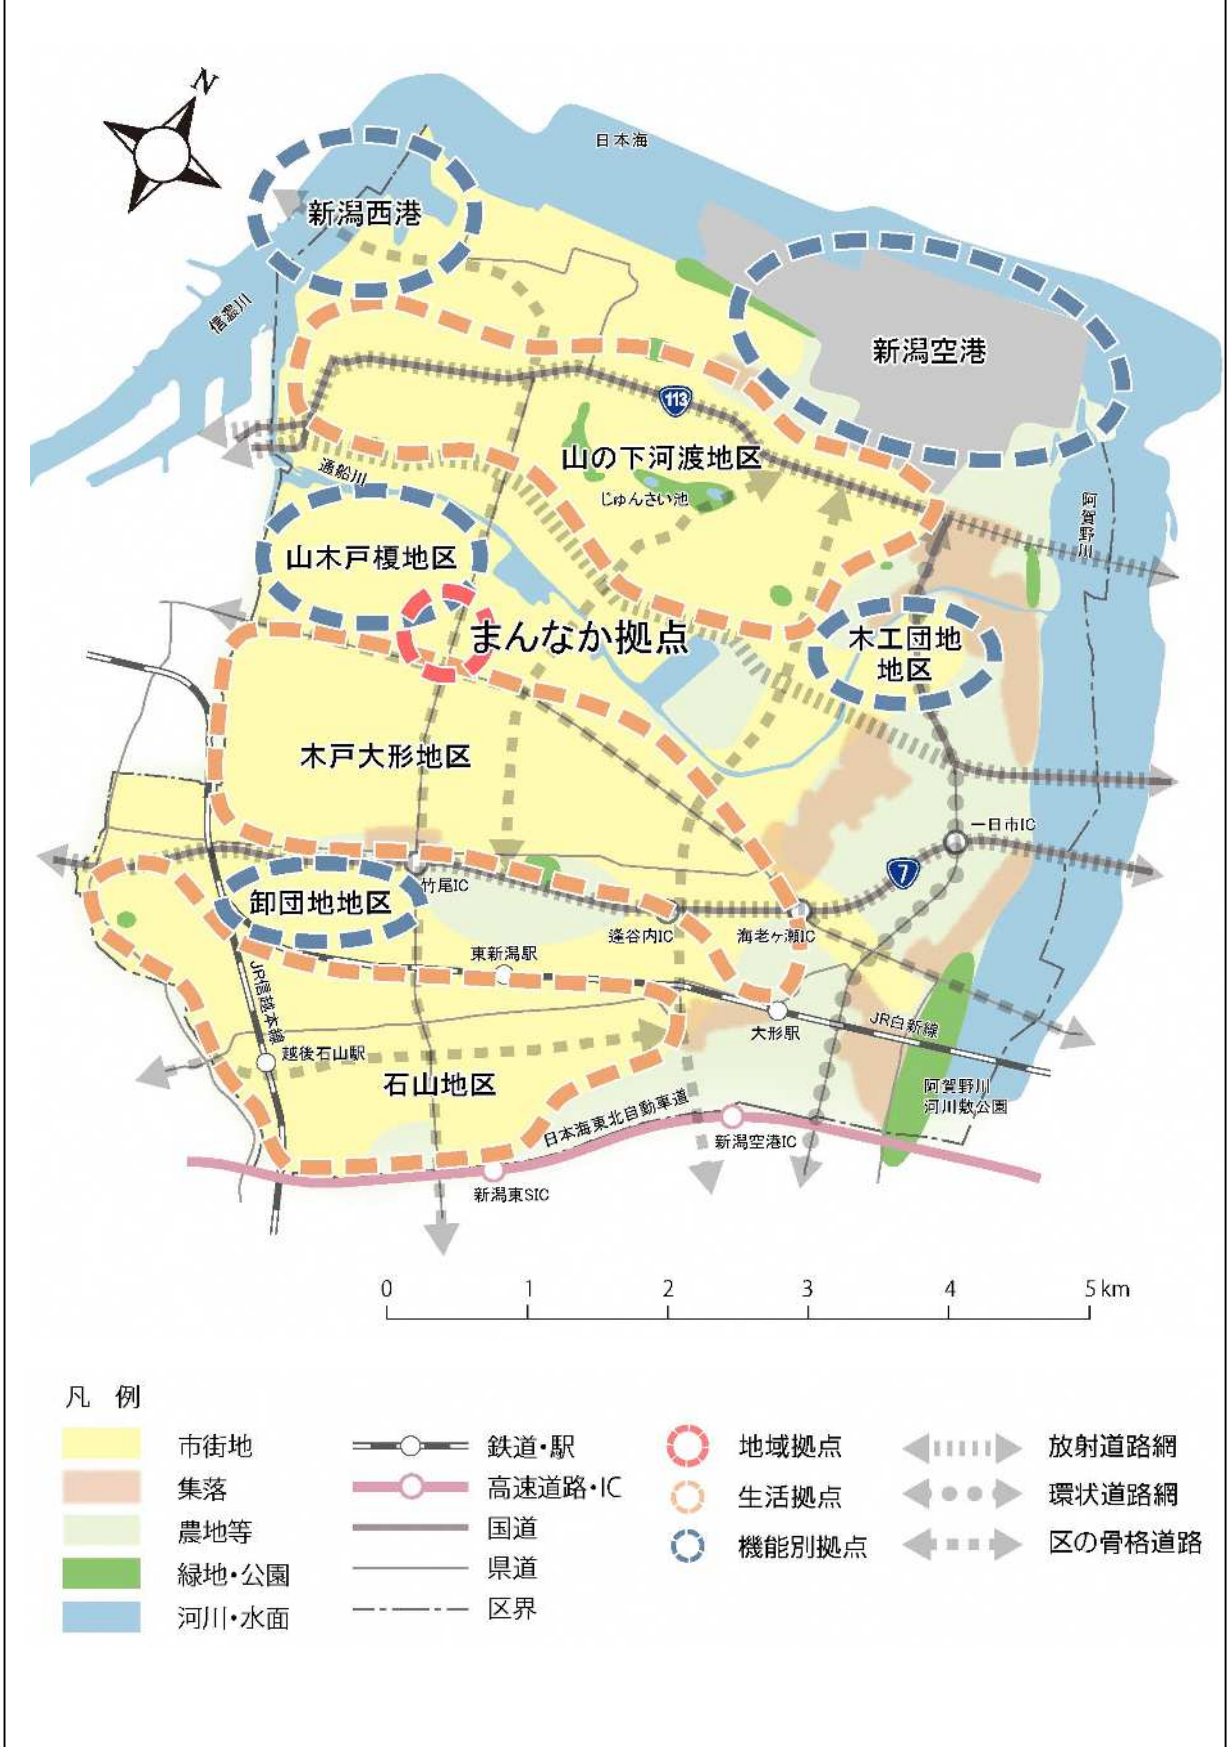 N
日本海
新潟西港
信濃川
新潟空港
113
山の下河渡地区
通船川
じゅんさい池
阿賀野川
山木戸榎地区
まんなか拠点
木工団地
地区
木戸大形地区
一日市IC
7
竹尾IC
卸団地地区
逢谷内IC
海老ヶ瀬IC
東新潟駅
JR信越本線
大形駅
JR白新線
越後石山駅
石山地区
阿賀野川
河川敷公園
日本海東北自動車道
新潟空港IC
新潟東SIC
0 1 2 3 4 5km
凡 例
市街地
集落
農地等
緑地・公園
河川・水面
鉄道・駅
高速道路・IC
国道
県道
区界
地域拠点
生活拠点
機能別拠点
放射道路網
環状道路網
区の骨格道路